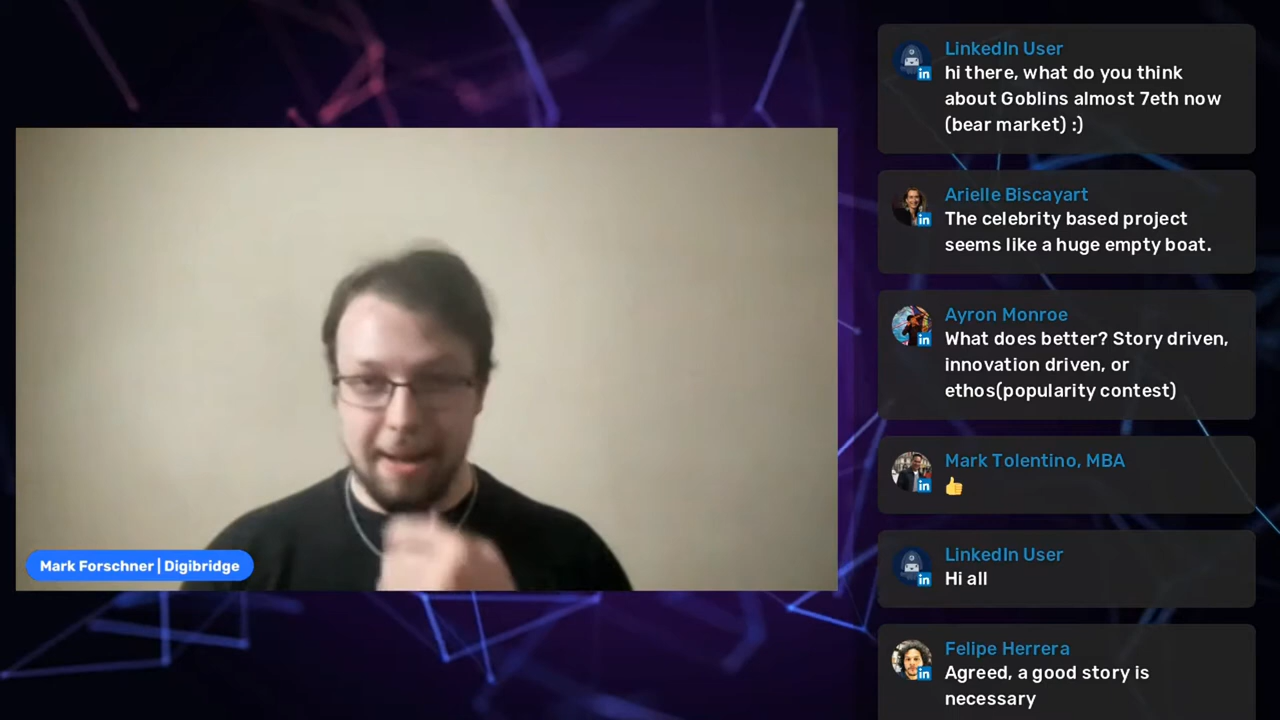 LinkedIn User
hi there, what do you think
about Goblins almost 7eth now
(bear market) :)
Arielle Biscayart
The celebrity based project
seems like a huge empty boat.
Ayron Monroe
What does better? Story driven,
innovation driven, or
ethos(popularity contest)
Mark Tolentino, MBA
👍
LinkedIn User
Hi all
Felipe Herrera
Agreed, a good story is
necessary
Mark Forschner | Digibridge